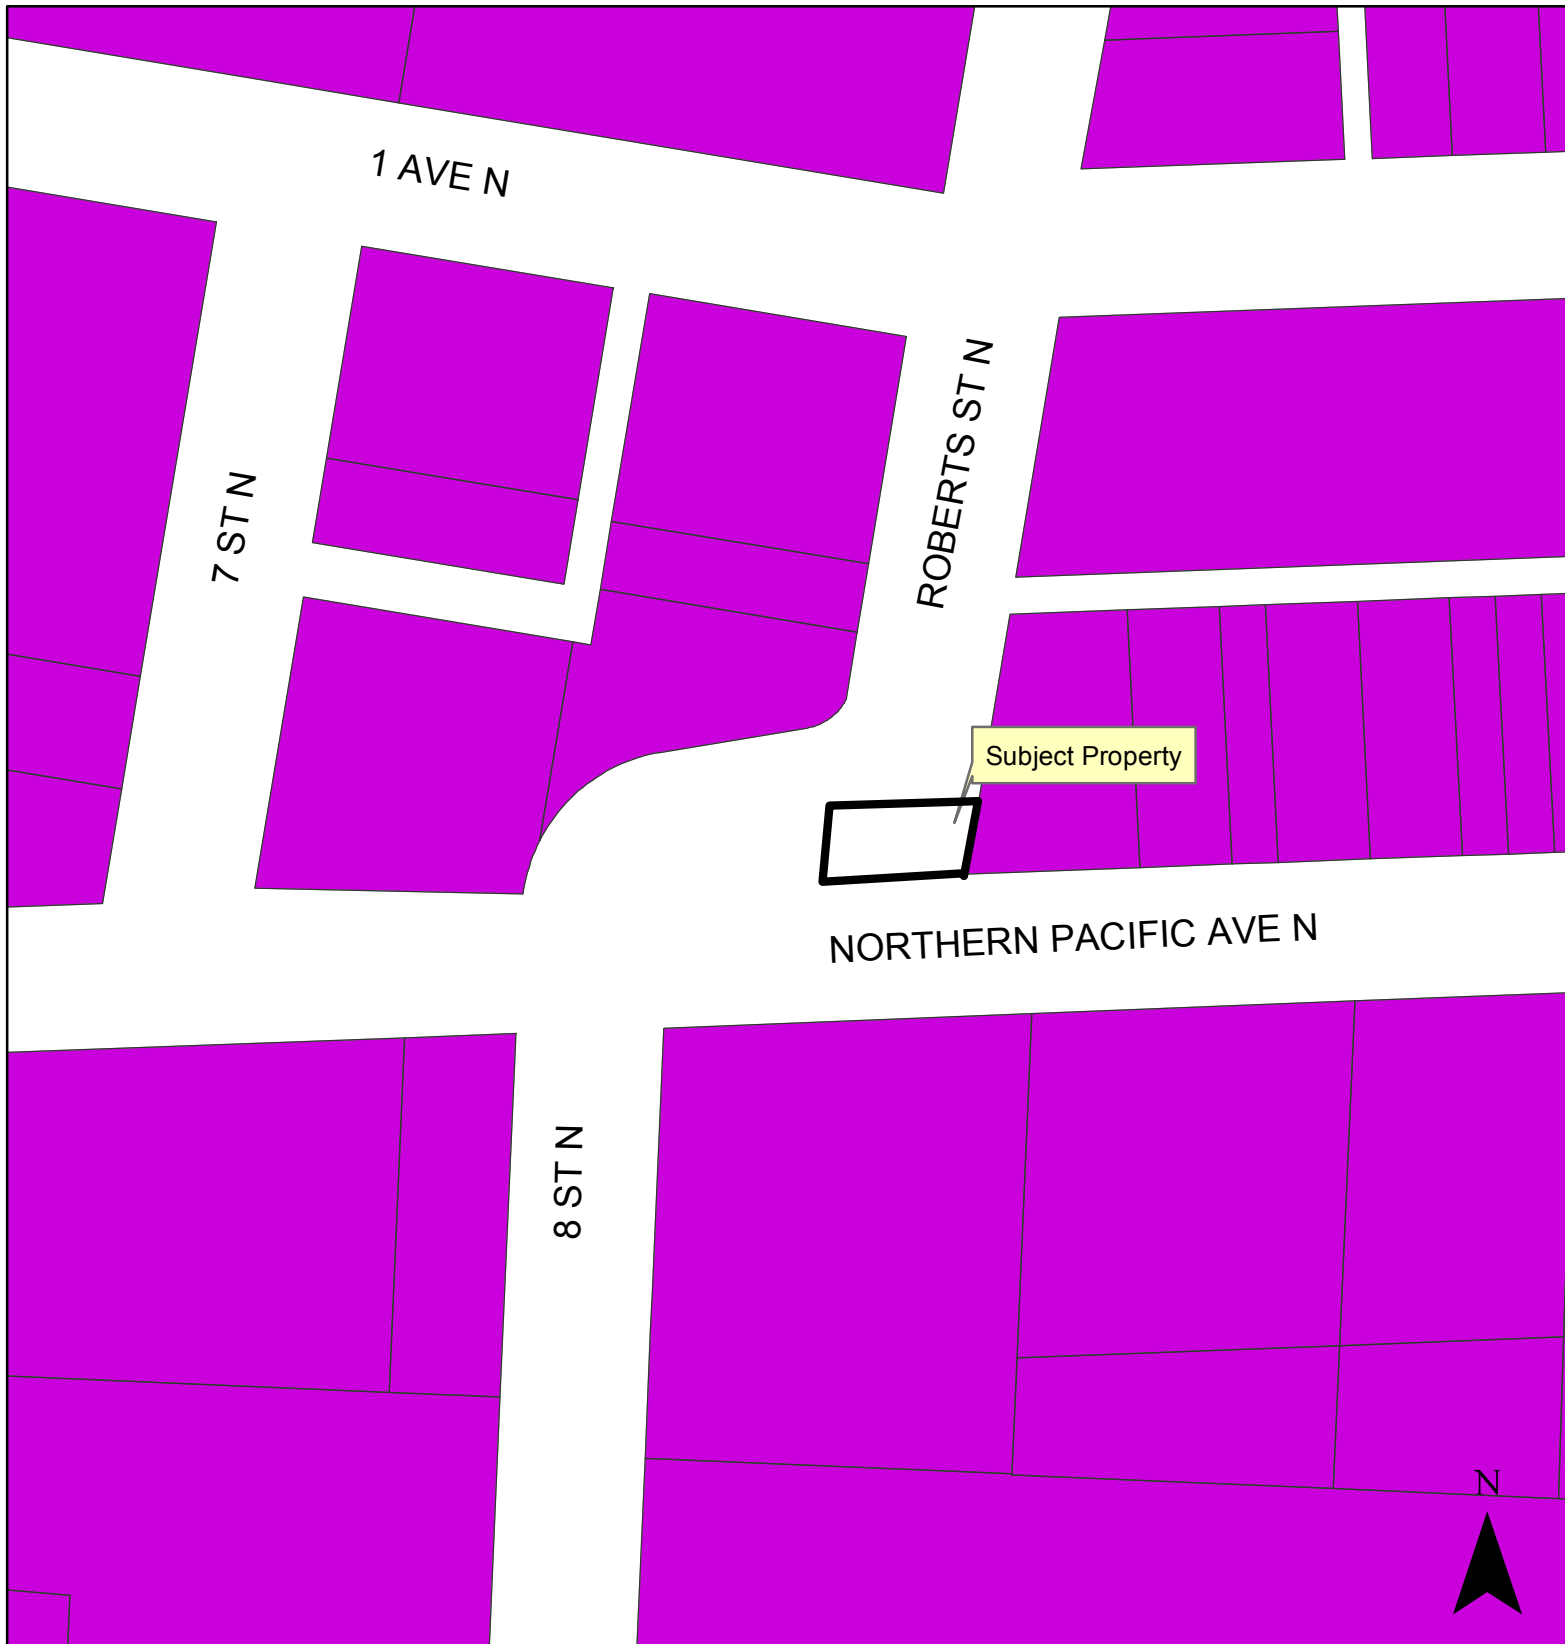 1 AVE N
ROBERTS ST N
7 ST N
Subject Property
NORTHERN PACIFIC AVE N
8 ST N
N